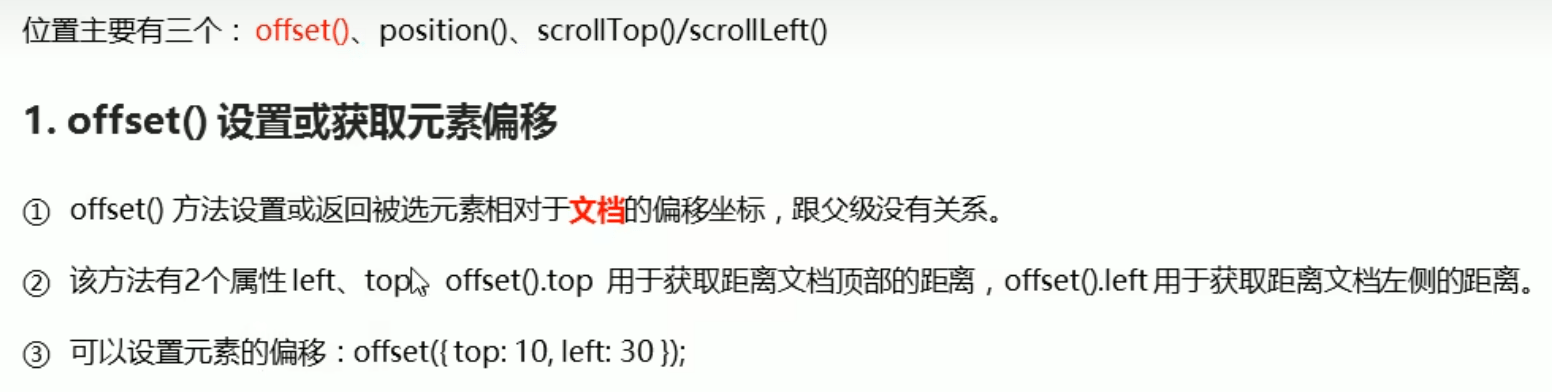 位置主要有三个：offset()、position()、scrollTop()/scrollLeft()
1. offset() 设置或获取元素偏移
① offset() 方法设置或返回被选元素相对于文档的偏移坐标，跟父级没有关系。
② 该方法有2个属性 left、top。offset().top 用于获取距离文档顶部的距离，offset().left 用于获取距离文档左侧的距离。
③ 可以设置元素的偏移：offset({ top: 10, left: 30 });